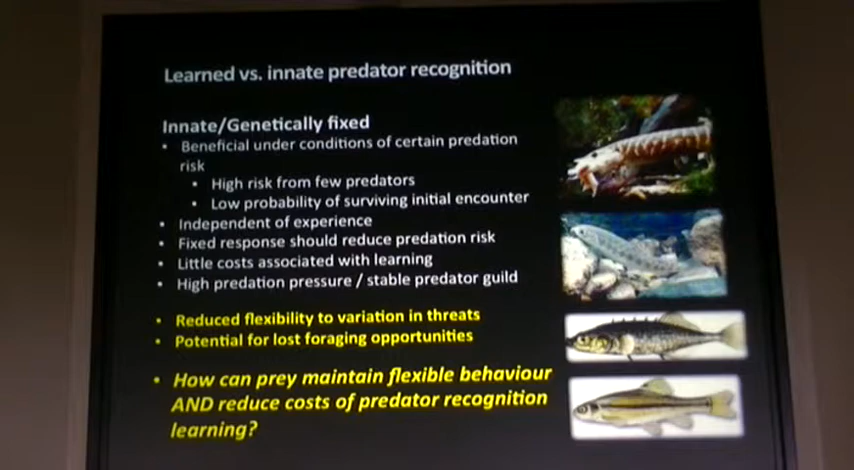 Learned vs. innate predator recognition
Innate/Genetically fixed
• Beneficial under conditions of certain predation
risk
• High risk from few predators
• Low probability of surviving initial encounter
• Independent of experience
• Fixed response should reduce predation risk
• Little costs associated with learning
• High predation pressure / stable predator guild
• Reduced flexibility to variation in threats
• Potential for lost foraging opportunities
• How can prey maintain flexible behaviour
AND reduce costs of predator recognition
learning?